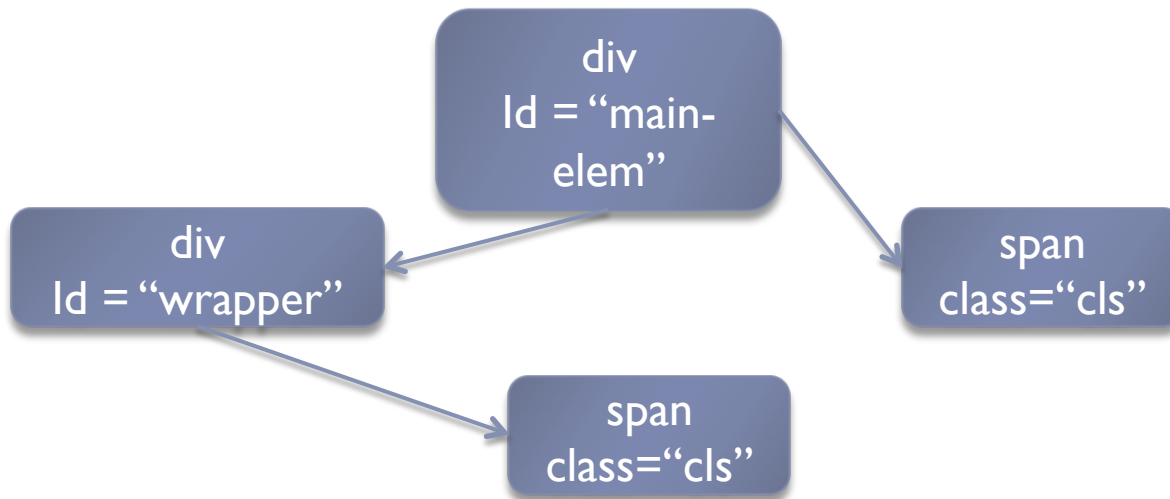 div
Id = “main-
elem”
div
Id = “wrapper”
span
class=“cls”
span
class=“cls”